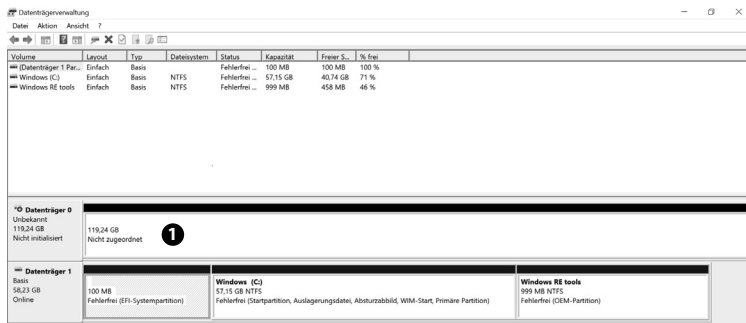 Datenträgerverwaltung
Datei Aktion Ansicht ?
Volume Layout Typ Dateisystem Status Kapazität Freier S... % frei
(Datenträger 1 Par... Einfach Basis Fehlerfrei ... 100 MB 100 MB 100 %
Windows (C:) Einfach Basis NTFS Fehlerfrei ... 57,15 GB 40,74 GB 71 %
Windows RE tools Einfach Basis NTFS Fehlerfrei ... 999 MB 458 MB 46 %
Datenträger 0
Unbekannt
119,24 GB
Nicht initialisiert
119,24 GB
Nicht zugeordnet
1
Datenträger 1
Basis
58,23 GB
Online
100 MB
Fehlerfrei (EFI-Systempartition)
Windows (C:)
57,15 GB NTFS
Fehlerfrei (Startpartition, Auslagerungsdatei, Absturzabbild, WIM-Start, Primäre Partition)
Windows RE tools
999 MB NTFS
Fehlerfrei (OEM-Partition)